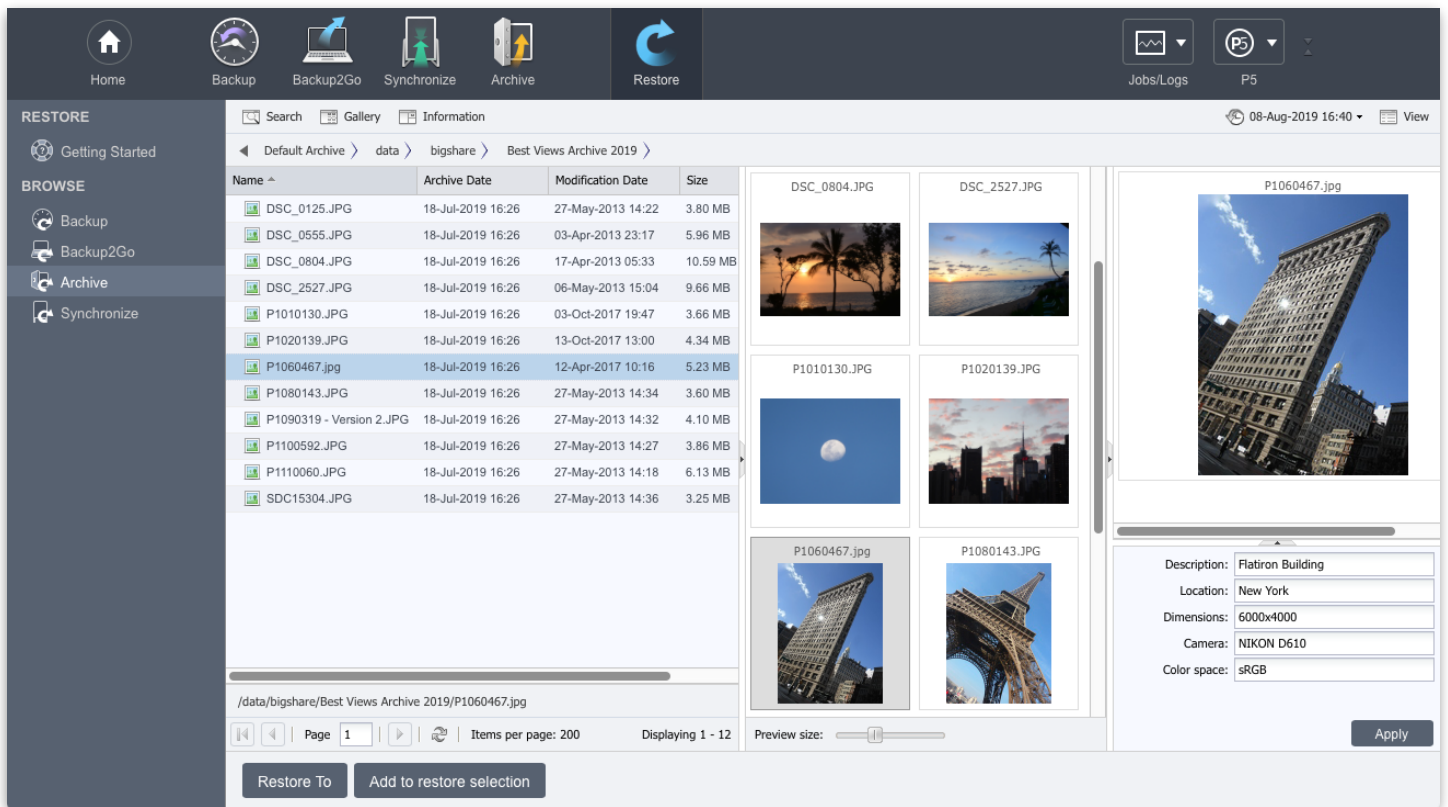 Home
Backup
Backup2Go
Synchronize
Archive
Restore
Jobs/Logs
P5
P5
RESTORE
Getting Started
BROWSE
Backup
Backup2Go
Archive
Synchronize
Search Gallery Information
08-Aug-2019 16:40 View
Default Archive data bigshare Best Views Archive 2019
Name Archive Date Modification Date Size
DSC_0125.JPG 18-Jul-2019 16:26 27-May-2013 14:22 3.80 MB
DSC_0555.JPG 18-Jul-2019 16:26 03-Apr-2013 23:17 5.96 MB
DSC_0804.JPG 18-Jul-2019 16:26 17-Apr-2013 05:33 10.59 MB
DSC_2527.JPG 18-Jul-2019 16:26 06-May-2013 15:04 9.66 MB
P1010130.JPG 18-Jul-2019 16:26 03-Oct-2017 19:47 3.66 MB
P1020139.JPG 18-Jul-2019 16:26 13-Oct-2017 13:00 4.34 MB
P1060467.jpg 18-Jul-2019 16:26 12-Apr-2017 10:16 5.23 MB
P1080143.JPG 18-Jul-2019 16:26 27-May-2013 14:34 3.60 MB
P1090319 - Version 2.JPG 18-Jul-2019 16:26 27-May-2013 14:32 4.10 MB
P1100592.JPG 18-Jul-2019 16:26 27-May-2013 14:27 3.86 MB
P1110060.JPG 18-Jul-2019 16:26 27-May-2013 14:18 6.13 MB
SDC15304.JPG 18-Jul-2019 16:26 27-May-2013 14:36 3.25 MB
/data/bigshare/Best Views Archive 2019/P1060467.jpg
Page 1 Items per page: 200 Displaying 1 - 12
DSC_0804.JPG DSC_2527.JPG
P1010130.JPG P1020139.JPG
P1060467.jpg P1080143.JPG
Preview size:
P1060467.jpg
Description: Flatiron Building
Location: New York
Dimensions: 6000x4000
Camera: NIKON D610
Color space: sRGB
Apply
Restore To Add to restore selection